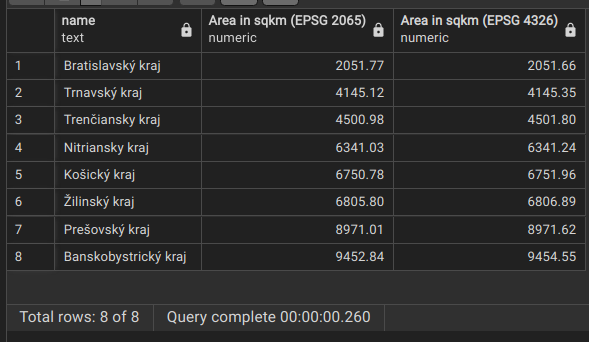 name Area in sqkm (EPSG 2065) Area in sqkm (EPSG 4326)
text numeric numeric
1 Bratislavský kraj 2051.77 2051.66
2 Trnavský kraj 4145.12 4145.35
3 Trenčiansky kraj 4500.98 4501.80
4 Nitriansky kraj 6341.03 6341.24
5 Košický kraj 6750.78 6751.96
6 Žilinský kraj 6805.80 6806.89
7 Prešovský kraj 8971.01 8971.62
8 Banskobystrický kraj 9452.84 9454.55
Total rows: 8 of 8 Query complete 00:00:00.260